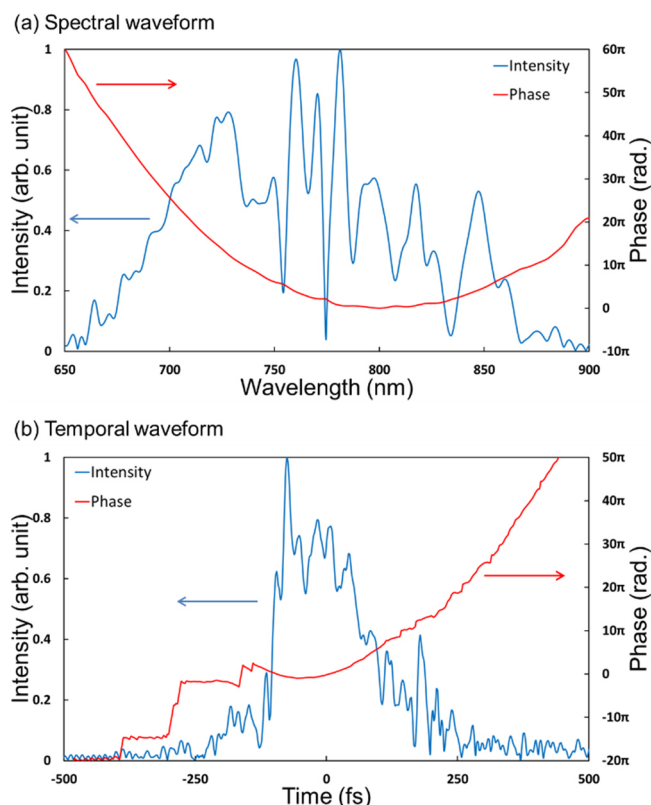 (a) Spectral waveform
1
0.8
0.6
0.4
0.2
0
Intensity (arb. unit)
Intensity
Phase
60π
50π
40π
30π
20π
10π
0
-10π
Phase (rad.)
650 700 750 800 850 900
Wavelength (nm)
(b) Temporal waveform
1
0.8
0.6
0.4
0.2
0
Intensity (arb. unit)
Intensity
Phase
50π
40π
30π
20π
10π
0
-10π
-20π
Phase (rad.)
-500 -250 0 250 500
Time (fs)